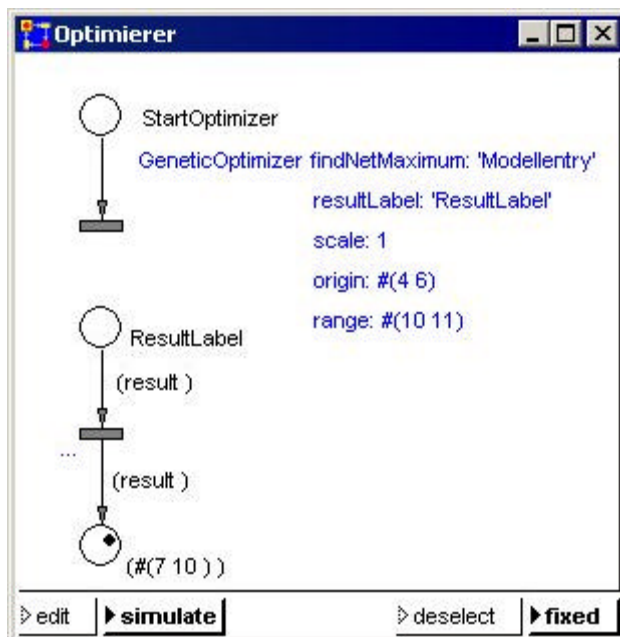 Optimierer
StartOptimizer
GeneticOptimizer findNetMaximum: 'Modellentry'
resultLabel: 'ResultLabel'
scale: 1
origin: #(4 6)
range: #(10 11)
ResultLabel
(result )
...
(result )
(#(7 10 ) )
edit simulate deselect fixed